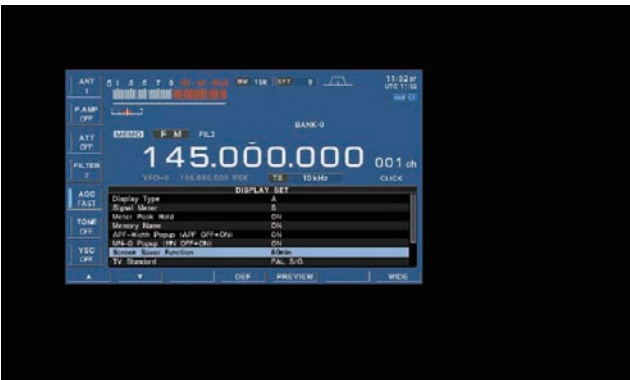 ANT
1
P.AMP
OFF
ATT
OFF
FILTER
2
AGC
FAST
TONE
OFF
VSC
OFF
BW 15k SFT 0
11:02
UTC 11:02
BANK-0
MEMO FM FIL2
145.000.000 001 ch
TS 10kHz CLICK
DISPLAY SET
Display Type A
Signal Meter S
Meter Peak Hold ON
Memory Name ON
APF-Width Popup (APF OFF→ON) ON
MN-Q Popup (MN OFF→ON) ON
Screen Saver Function 60min
TV Standard PAL B/G
DEF PREVIEW WIDE